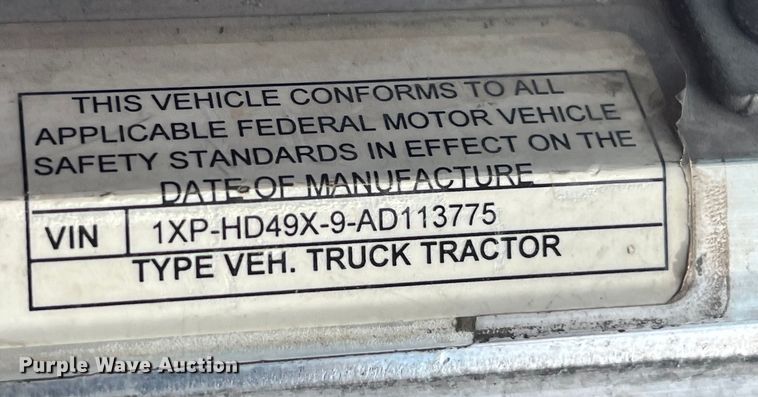 THIS VEHICLE CONFORMS TO ALL
APPLICABLE FEDERAL MOTOR VEHICLE
SAFETY STANDARDS IN EFFECT ON THE
DATE OF MANUFACTURE
VIN 1XP-HD49X-9-AD113775
TYPE VEH. TRUCK TRACTOR
Purple Wave Auction